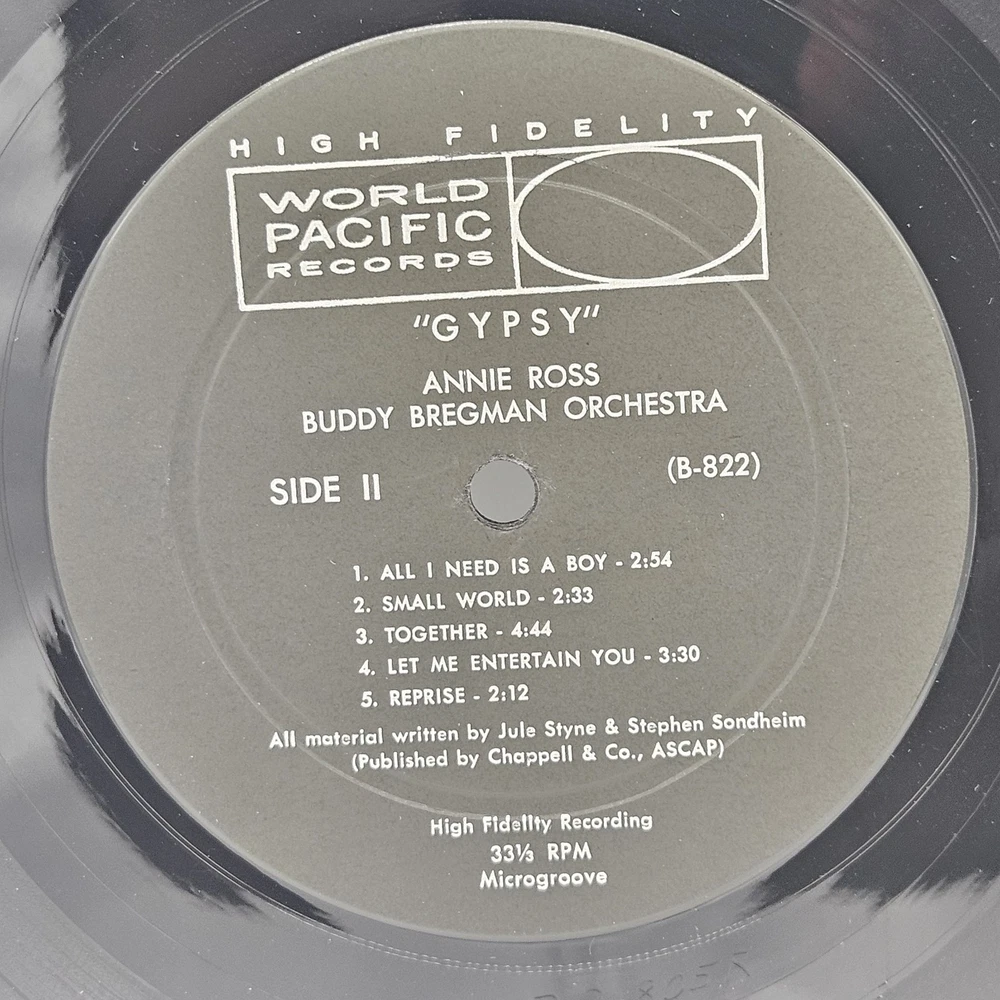 HIGH FIDELITY
WORLD
PACIFIC
RECORDS
"GYPSY"
ANNIE ROSS
BUDDY BREGMAN ORCHESTRA
SIDE II
(B-822)
1. ALL I NEED IS A BOY - 2:54
2. SMALL WORLD - 2:33
3. TOGETHER - 4:44
4. LET ME ENTERTAIN YOU - 3:30
5. REPRISE - 2:12
All material written by Jule Styne & Stephen Sondheim
(Published by Chappell & Co., ASCAP)
High Fidelity Recording
33⅓ RPM
Microgroove